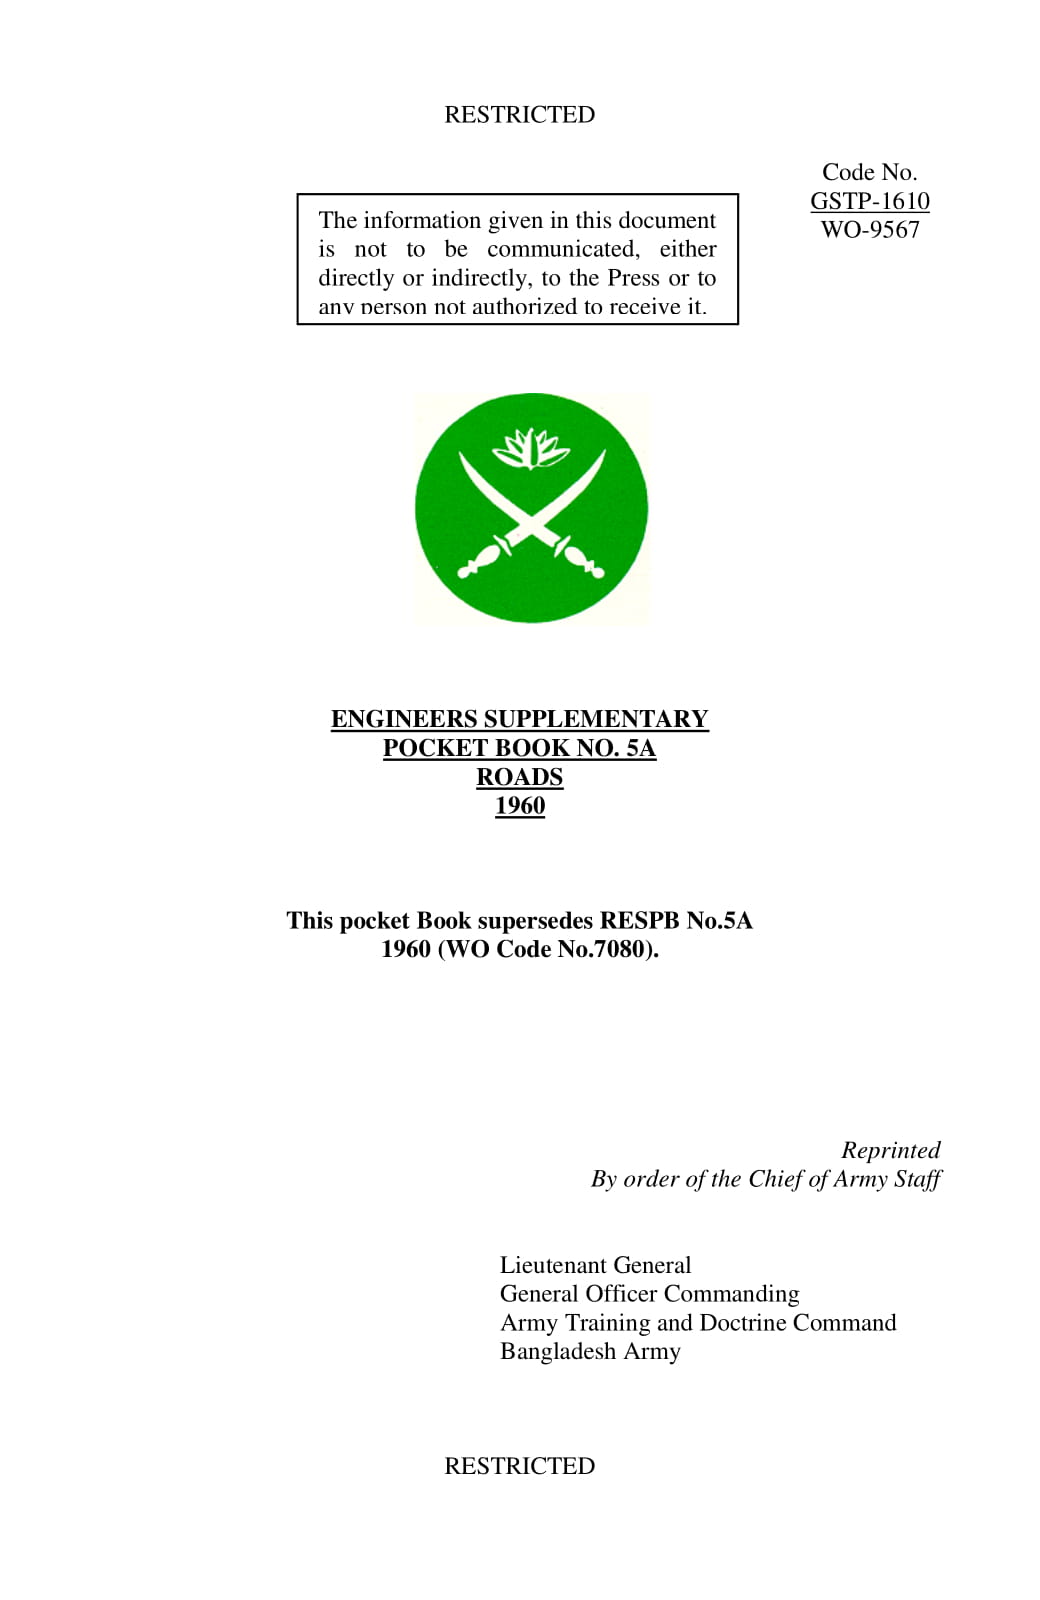 RESTRICTED
Code No.
GSTP-1610
WO-9567
The information given in this document
is not to be communicated, either
directly or indirectly, to the Press or to
any person not authorized to receive it.
ENGINEERS SUPPLEMENTARY
POCKET BOOK NO. 5A
ROADS
1960
This pocket Book supersedes RESPB No.5A
1960 (WO Code No.7080).
Reprinted
By order of the Chief of Army Staff
Lieutenant General
General Officer Commanding
Army Training and Doctrine Command
Bangladesh Army
RESTRICTED